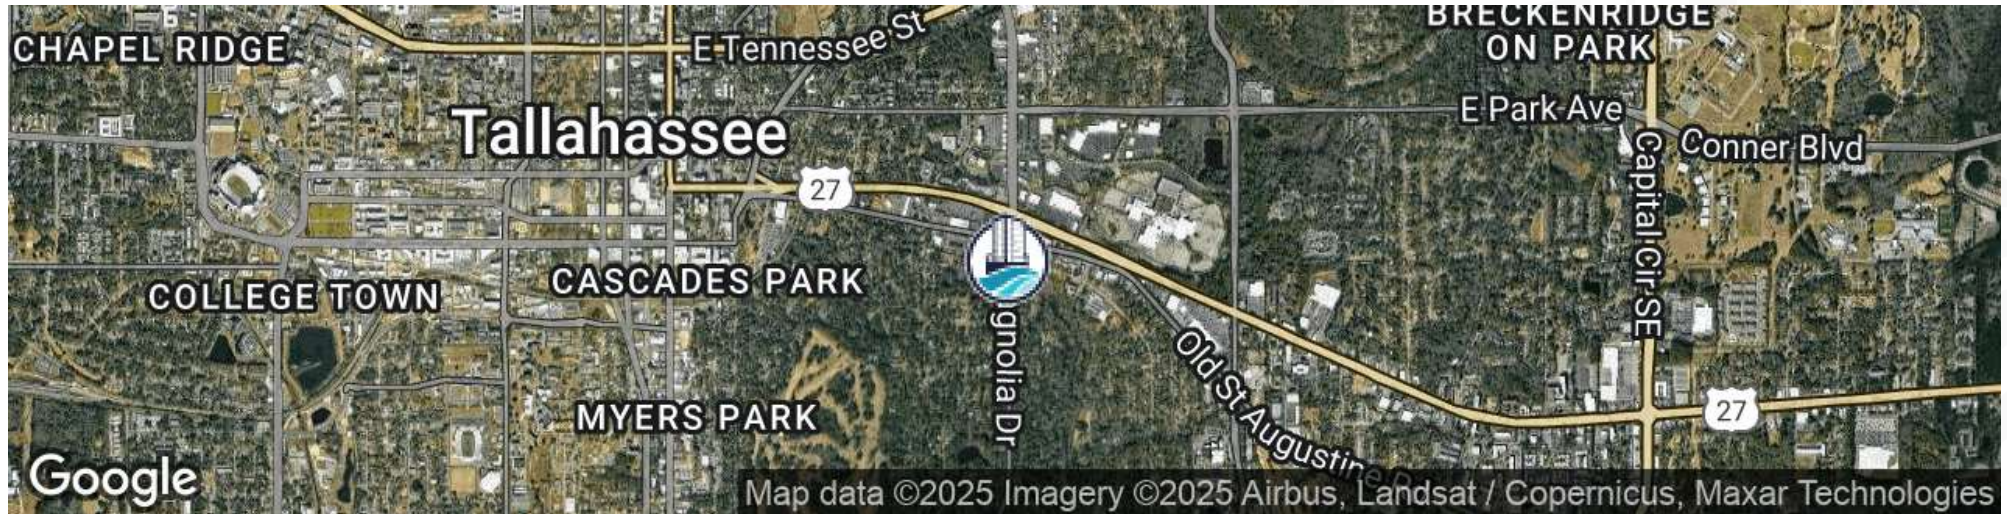 BRECKENRIDGE
ON PARK
CHAPEL RIDGE
E Tennessee St
E Park Ave
Tallahassee
Conner Blvd
Capital Cir SE
27
CASCADES PARK
COLLEGE TOWN
gnolia Dr
Old St Augustine
MYERS PARK
27
Google
Map data ©2025 Imagery ©2025 Airbus, Landsat / Copernicus, Maxar Technologies